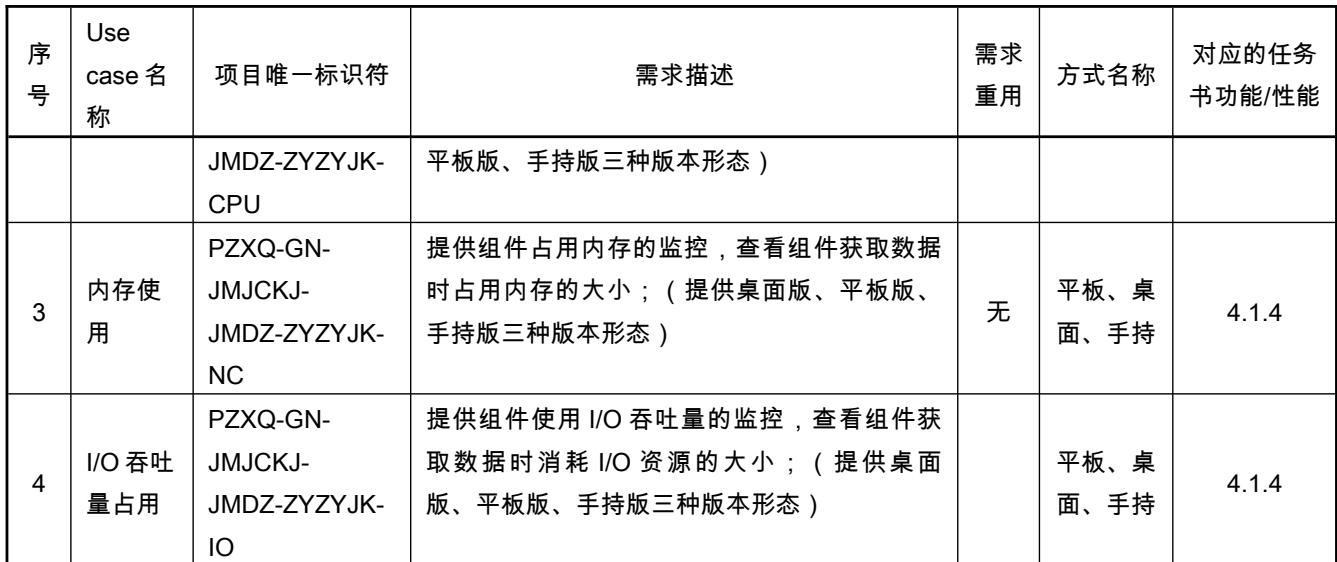 序号
Use case 名称
项目唯一标识符
需求描述
需求重用
方式名称
对应的任务书功能/性能
JMDZ-ZYZYJK-
CPU
平板版、手持版三种版本形态）
3
内存使用
PZXQ-GN-
JMJCKJ-
JMDZ-ZYZYJK-
NC
提供组件占用内存的监控，查看组件获取数据
时占用内存的大小；（提供桌面版、平板版、
手持版三种版本形态）
无
平板、桌面、手持
4.1.4
4
I/O 吞吐量占用
PZXQ-GN-
JMJCKJ-
JMDZ-ZYZYJK-
IO
提供组件使用 I/O 吞吐量的监控，查看组件获
取数据时消耗 I/O 资源的大小；（提供桌面
版、平板版、手持版三种版本形态）
平板、桌面、手持
4.1.4